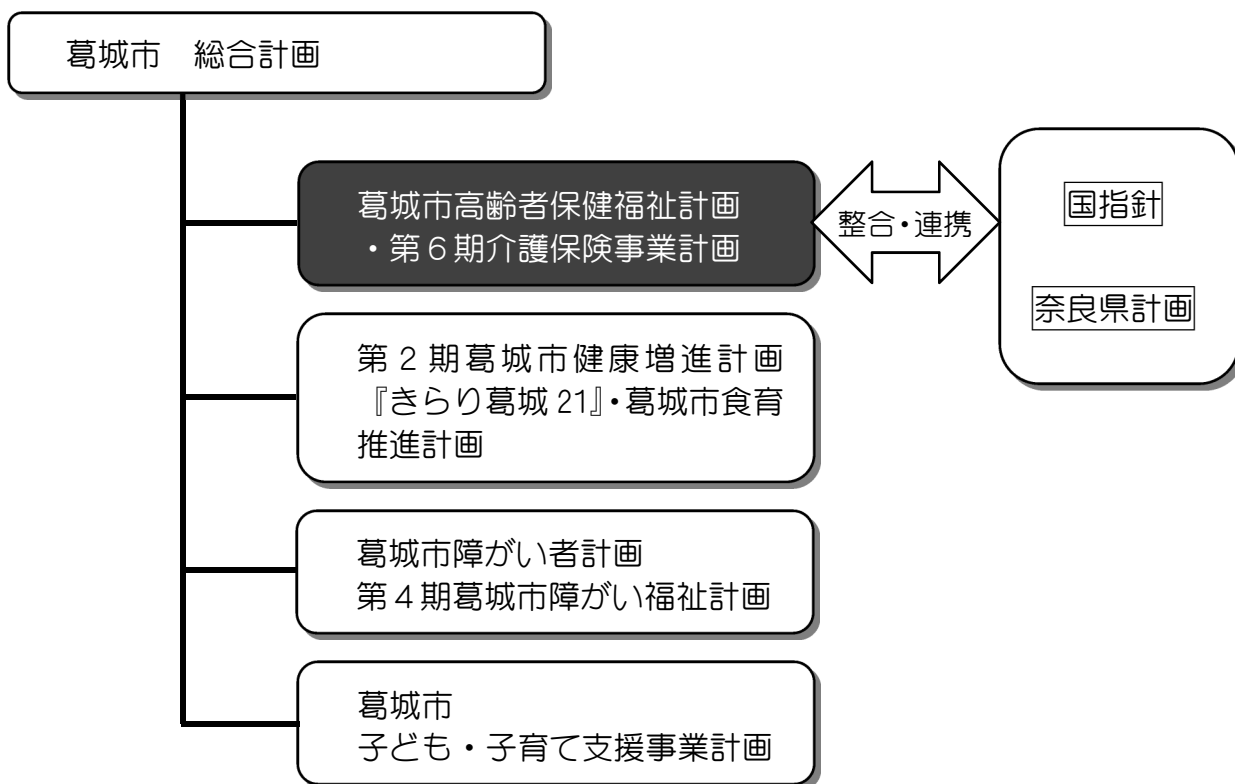 葛城市　総合計画
葛城市高齢者保健福祉計画
・第６期介護保険事業計画
整合・連携
国指針
奈良県計画
第２期葛城市健康増進計画
『きらり葛城 21』・葛城市食育
推進計画
葛城市障がい者計画
第４期葛城市障がい福祉計画
葛城市
子ども・子育て支援事業計画